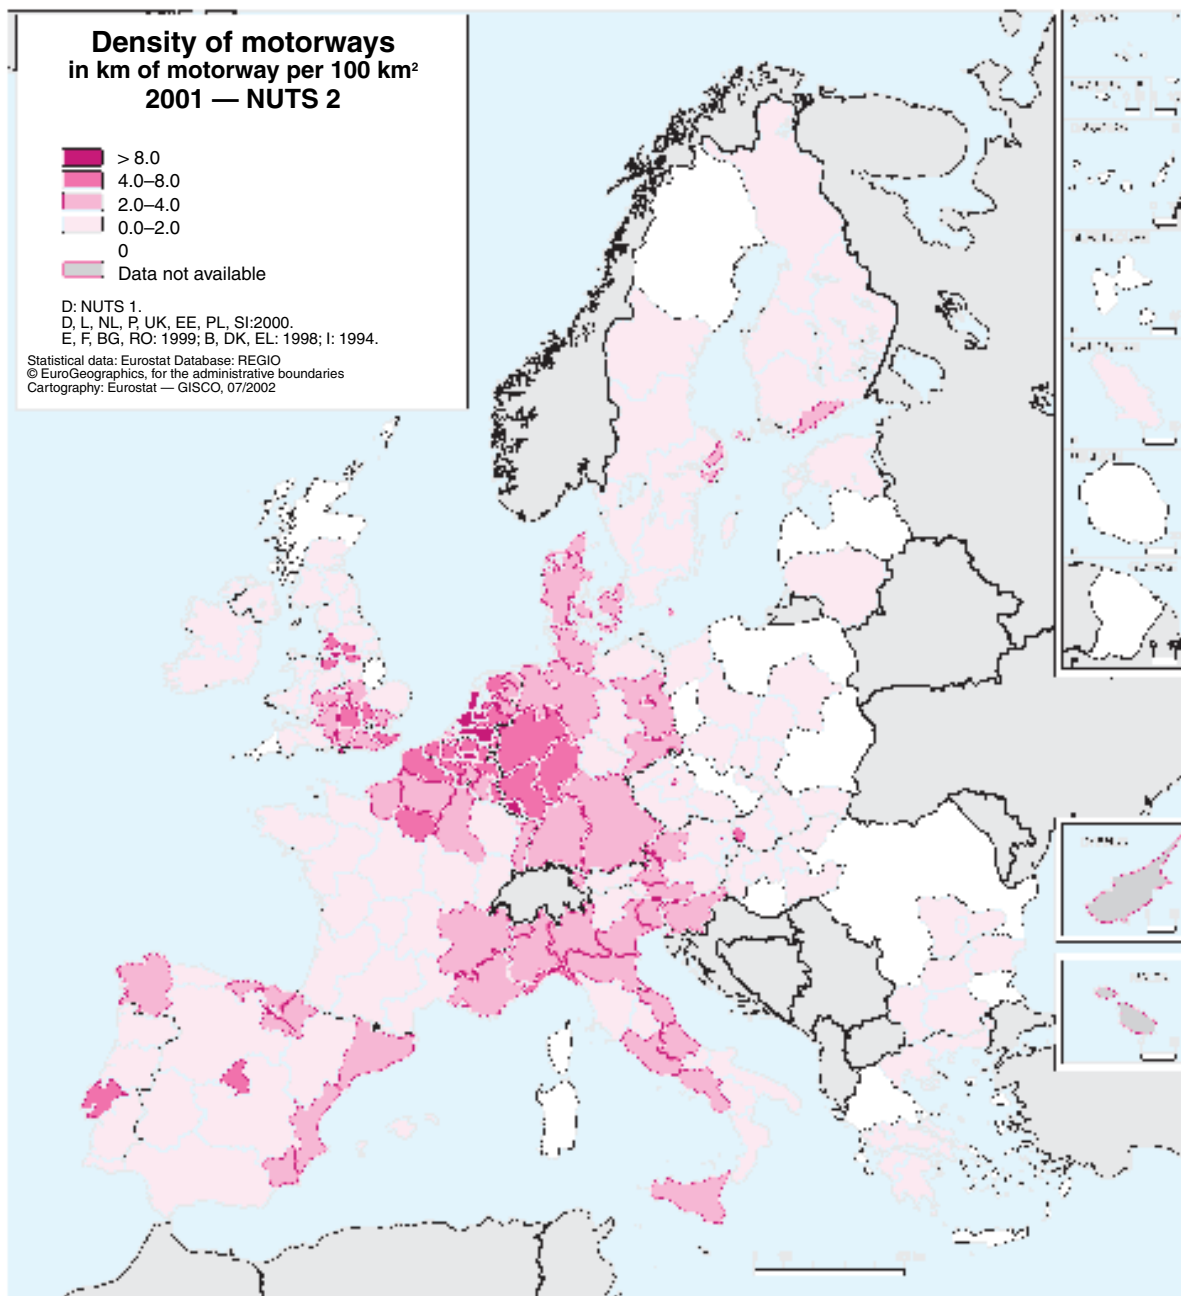 Density of motorways
in km of motorway per 100 km²
2001 — NUTS 2
> 8.0
4.0–8.0
2.0–4.0
0.0–2.0
0
Data not available
D: NUTS 1.
D, L, NL, P, UK, EE, PL, SI:2000.
E, F, BG, RO: 1999; B, DK, EL: 1998; I: 1994.
Statistical data: Eurostat Database: REGIO
© EuroGeographics, for the administrative boundaries
Cartography: Eurostat — GISCO, 07/2002